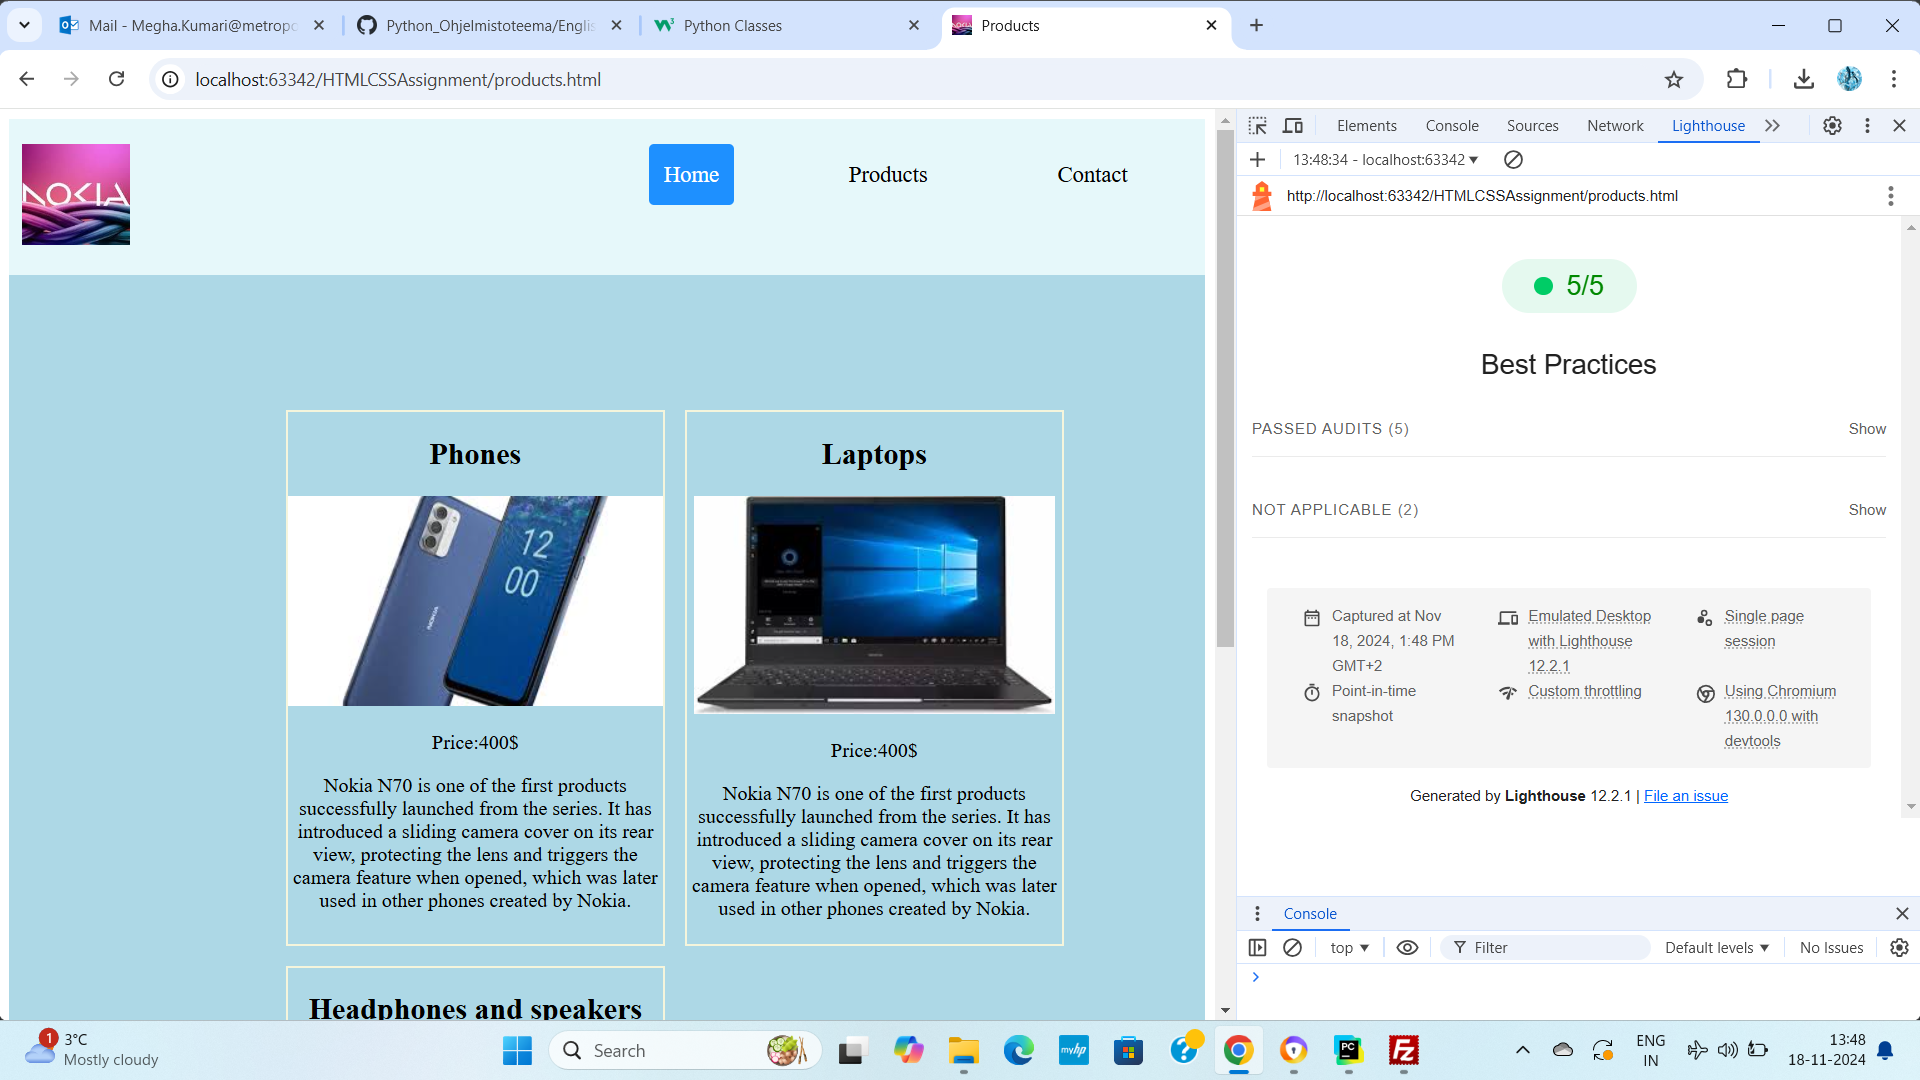 Mail - Megha.Kumari@metropo
Python_Ohjelmistoteema/Englis
Python Classes
Products
localhost:63342/HTMLCSSAssignment/products.html
NOKIA
Home
Products
Contact
Phones
12
00
NOKIA
Price:400$
Nokia N70 is one of the first products
successfully launched from the series. It has
introduced a sliding camera cover on its rear
view, protecting the lens and triggers the
camera feature when opened, which was later
used in other phones created by Nokia.
Laptops
Price:400$
Nokia N70 is one of the first products
successfully launched from the series. It has
introduced a sliding camera cover on its rear
view, protecting the lens and triggers the
camera feature when opened, which was later
used in other phones created by Nokia.
Headphones and speakers
Elements
Console
Sources
Network
Lighthouse
13:48:34 - localhost:63342
http://localhost:63342/HTMLCSSAssignment/products.html
5/5
Best Practices
PASSED AUDITS (5)
Show
NOT APPLICABLE (2)
Show
Captured at Nov
18, 2024, 1:48 PM
GMT+2
Emulated Desktop
with Lighthouse
12.2.1
Single page
session
Point-in-time
snapshot
Custom throttling
Using Chromium
130.0.0.0 with
devtools
Generated by Lighthouse 12.2.1 | File an issue
Console
top
Filter
Default levels
No Issues
1
3°C
Mostly cloudy
Search
myhp
PC
Fz
ENG
IN
13:48
18-11-2024